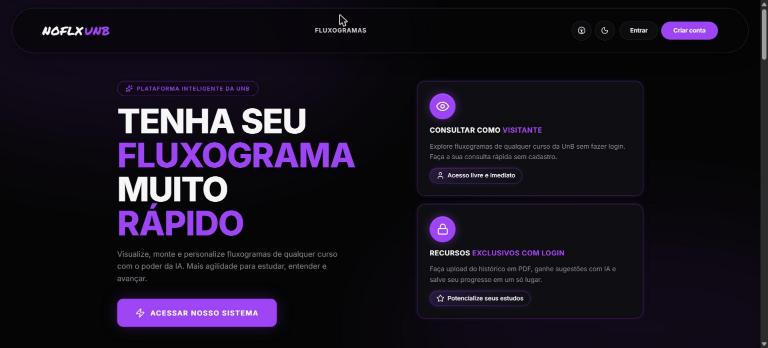 NOFLX UNB
FLUXOGRAMAS
Entrar
Criar conta
PLATAFORMA INTELIGENTE DA UNB
TENHA SEU
FLUXOGRAMA
MUITO
RÁPIDO
Visualize, monte e personalize fluxogramas de qualquer curso
com o poder da IA. Mais agilidade para estudar, entender e
avançar.
ACESSAR NOSSO SISTEMA
CONSULTAR COMO VISITANTE
Explore fluxogramas de qualquer curso da UnB sem fazer login.
Faça a sua consulta rápida sem cadastro.
Acesso livre e imediato
RECURSOS EXCLUSIVOS COM LOGIN
Faça upload do histórico em PDF, ganhe sugestões com IA e
salve seu progresso em um só lugar.
Potencialize seus estudos